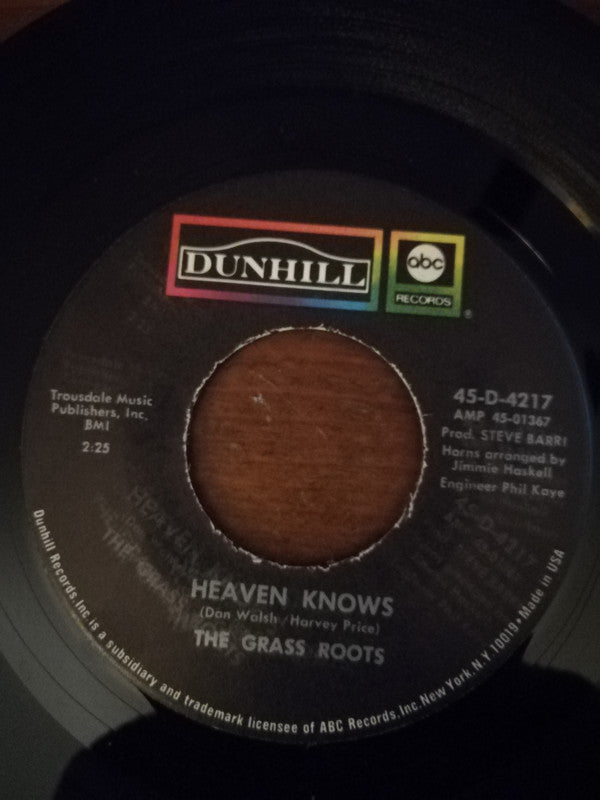 DUNHILL
abc
RECORDS
®
Trousdale Music
Publishers, Inc.
BMI
2:25
45-D-4217
AMP 45-01367
Prod. STEVE BARRI
Horns arranged by
Jimmie Haskell
Engineer Phil Kaye
HEAVEN KNOWS
(Dan Walsh/Harvey Price)
THE GRASS ROOTS
Dunhill Records,Inc is a subsidiary and trademark licensee of ABC Records,Inc.New York,N.Y.10019•Made in USA